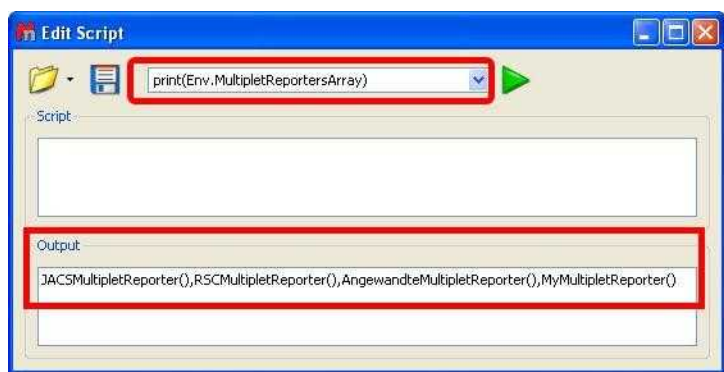 Edit Script
print(Env.MultipletReportersArray)
Script
Output
JACSMultipletReporter(),RSCMultipletReporter(),AngewandteMultipletReporter(),MyMultipletReporter()